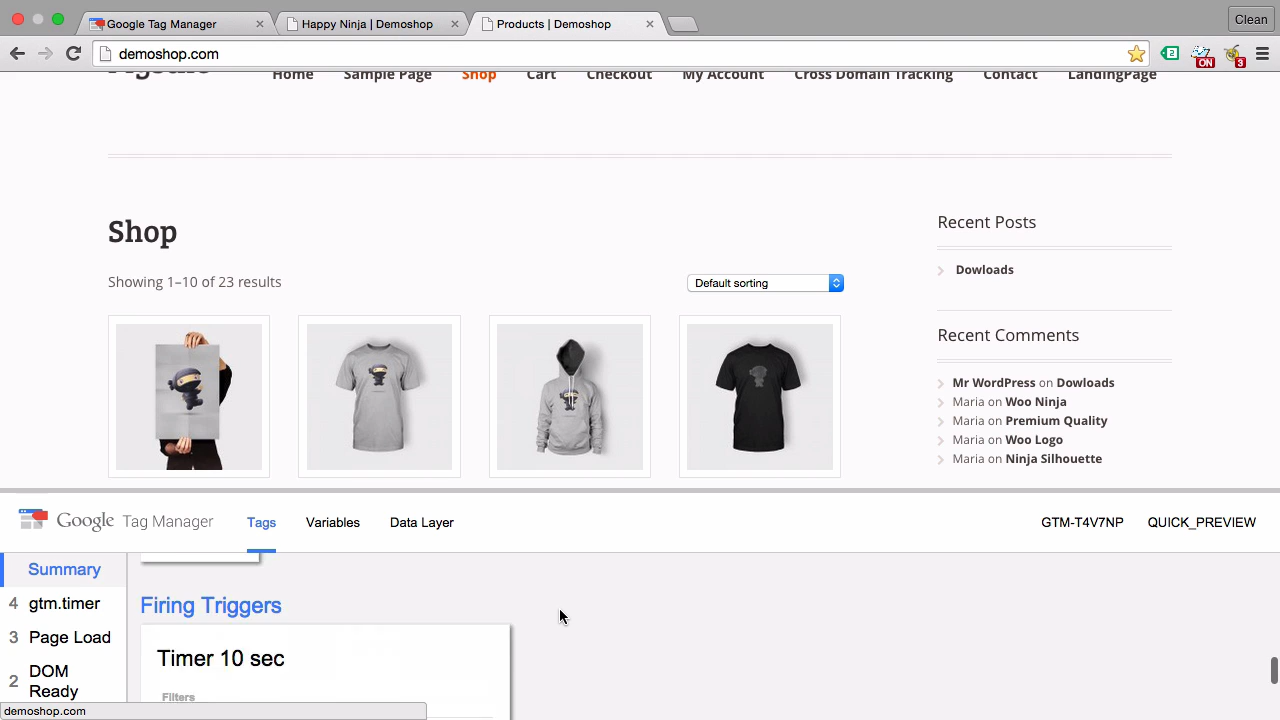 Google Tag Manager
Happy Ninja | Demoshop
Products | Demoshop
Clean
demoshop.com
2
ON
3
Home Sample Page Shop Cart Checkout My Account Cross Domain Tracking Contact LandingPage
Shop
Showing 1–10 of 23 results
Default sorting
Recent Posts
Dowloads
Recent Comments
Mr WordPress on Dowloads
Maria on Woo Ninja
Maria on Premium Quality
Maria on Woo Logo
Maria on Ninja Silhouette
Google Tag Manager
Tags Variables Data Layer
GTM-T4V7NP QUICK_PREVIEW
Summary
4 gtm.timer
3 Page Load
2 DOM
Ready
Firing Triggers
Timer 10 sec
Filters
demoshop.com